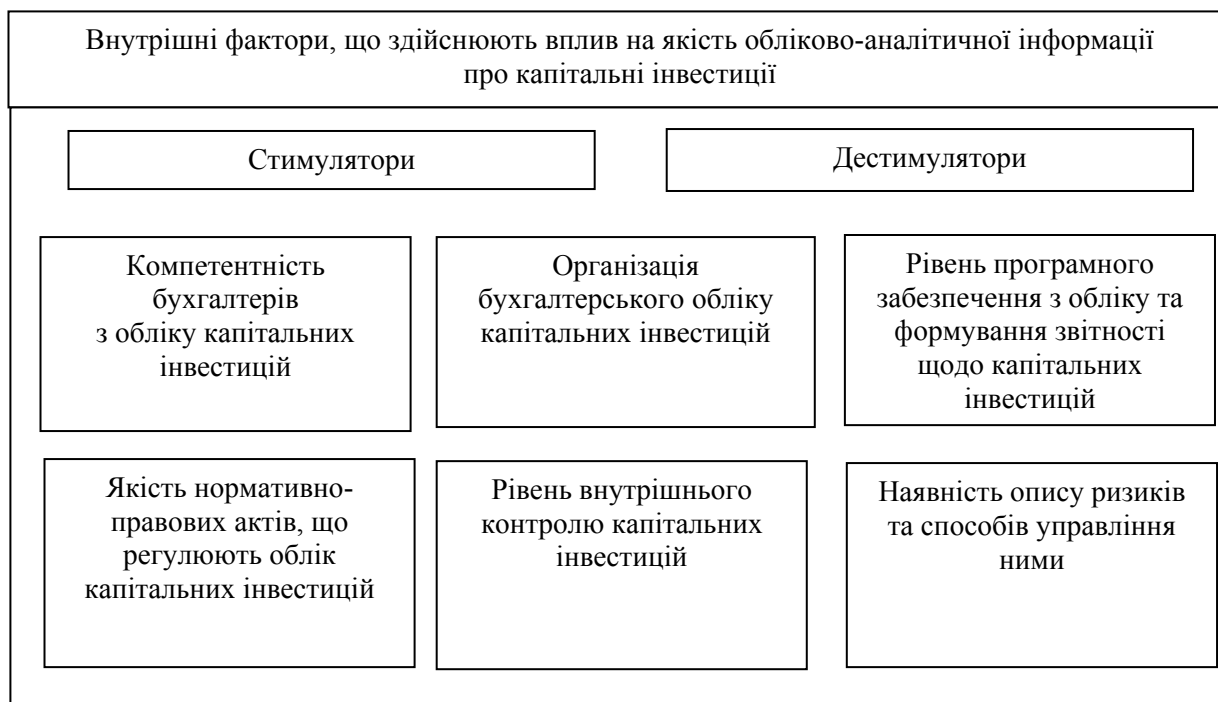 Внутрішні фактори, що здійснюють вплив на якість обліково-аналітичної інформації
про капітальні інвестиції
Стимулятори
Дестимулятори
Компетентність
бухгалтерів
з обліку капітальних
інвестицій
Організація
бухгалтерського обліку
капітальних інвестицій
Рівень програмного
забезпечення з обліку та
формування звітності
щодо капітальних
інвестицій
Якість нормативно-
правових актів, що
регулюють облік
капітальних інвестицій
Рівень внутрішнього
контролю капітальних
інвестицій
Наявність опису ризиків
та способів управління
ними